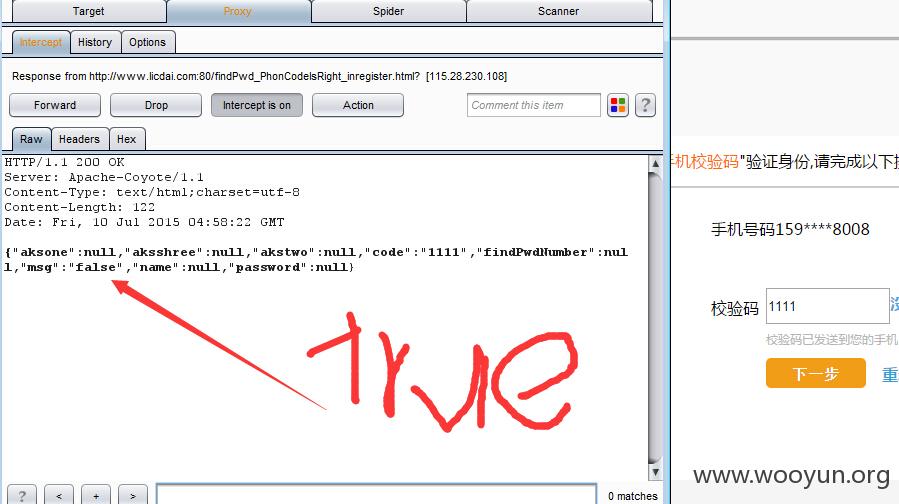 Target Proxy Spider Scanner
Intercept History Options
Response from http://www.licdai.com:80/findPwd_PhonCodeIsRight_inregister.html? [115.28.230.108]
Forward Drop Intercept is on Action Comment this item ?
Raw Headers Hex
HTTP/1.1 200 OK
Server: Apache-Coyote/1.1
Content-Type: text/html;charset=utf-8
Content-Length: 122
Date: Fri, 10 Jul 2015 04:58:22 GMT
{"aksone":null,"aksshree":null,"akstwo":null,"code":"1111","findPwdNumber":nul
l,"msg":"false","name":null,"password":null}
True
? < + > 0 matches
机校验码"验证身份,请完成以下
手机号码159****8008
校验码 1111
校验码已发送到您的手机
下一步 重
www.wooyun.org